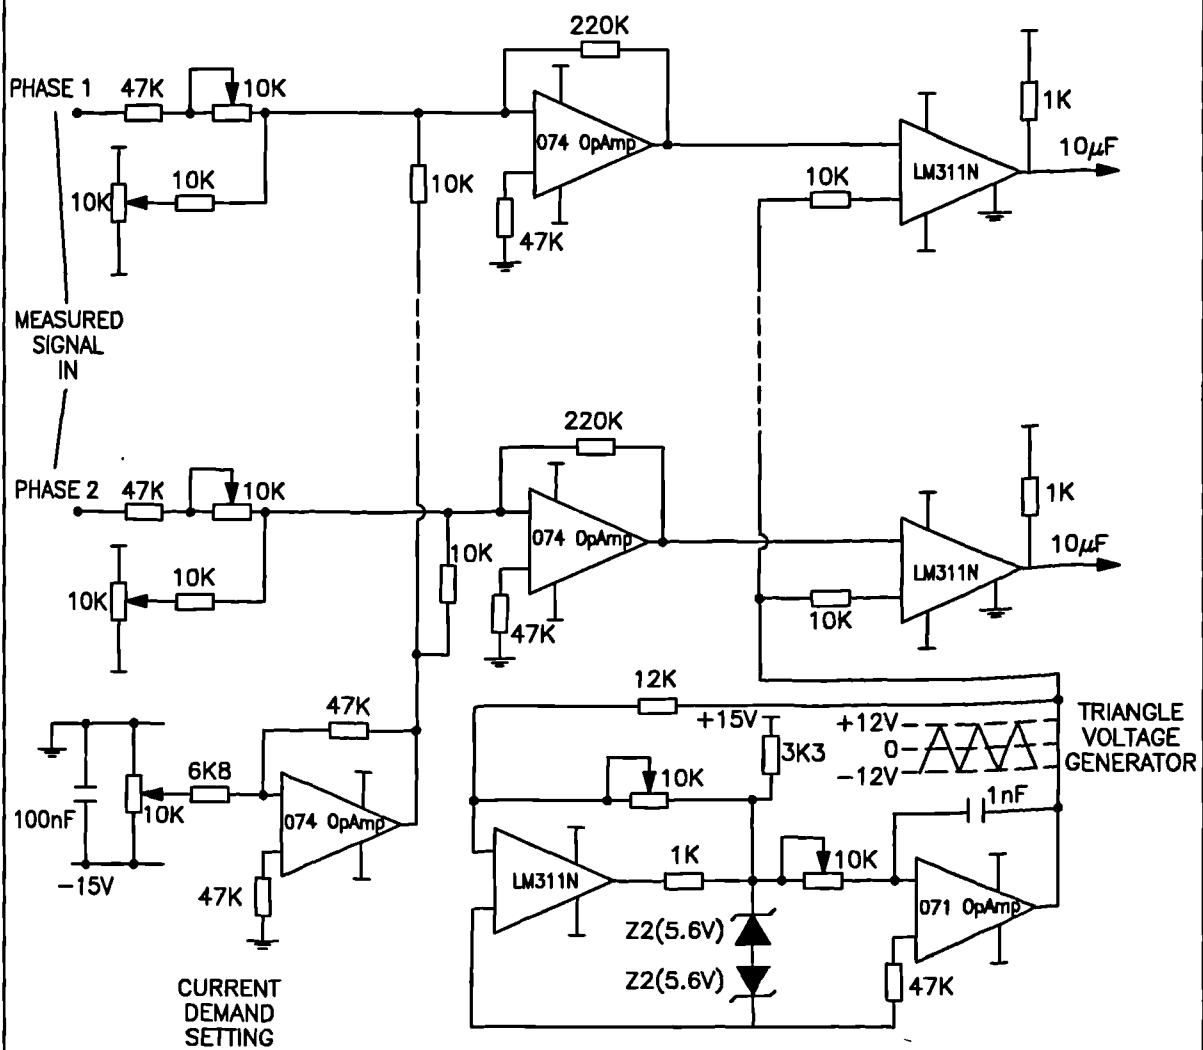 220K
PHASE 1
47K
10K
1K
10µF
074 OpAmp
LM311N
10K
10K
10K
10K
47K
MEASURED
SIGNAL
IN
220K
PHASE 2
47K
10K
1K
10µF
074 OpAmp
LM311N
10K
10K
10K
10K
47K
12K
47K
+15V
3K3
+12V
0
-12V
TRIANGLE
VOLTAGE
GENERATOR
6K8
10K
100nF
10K
1nF
074 OpAmp
-15V
47K
LM311N
1K
10K
071 OpAmp
Z2(5.6V)
Z2(5.6V)
47K
CURRENT
DEMAND
SETTING